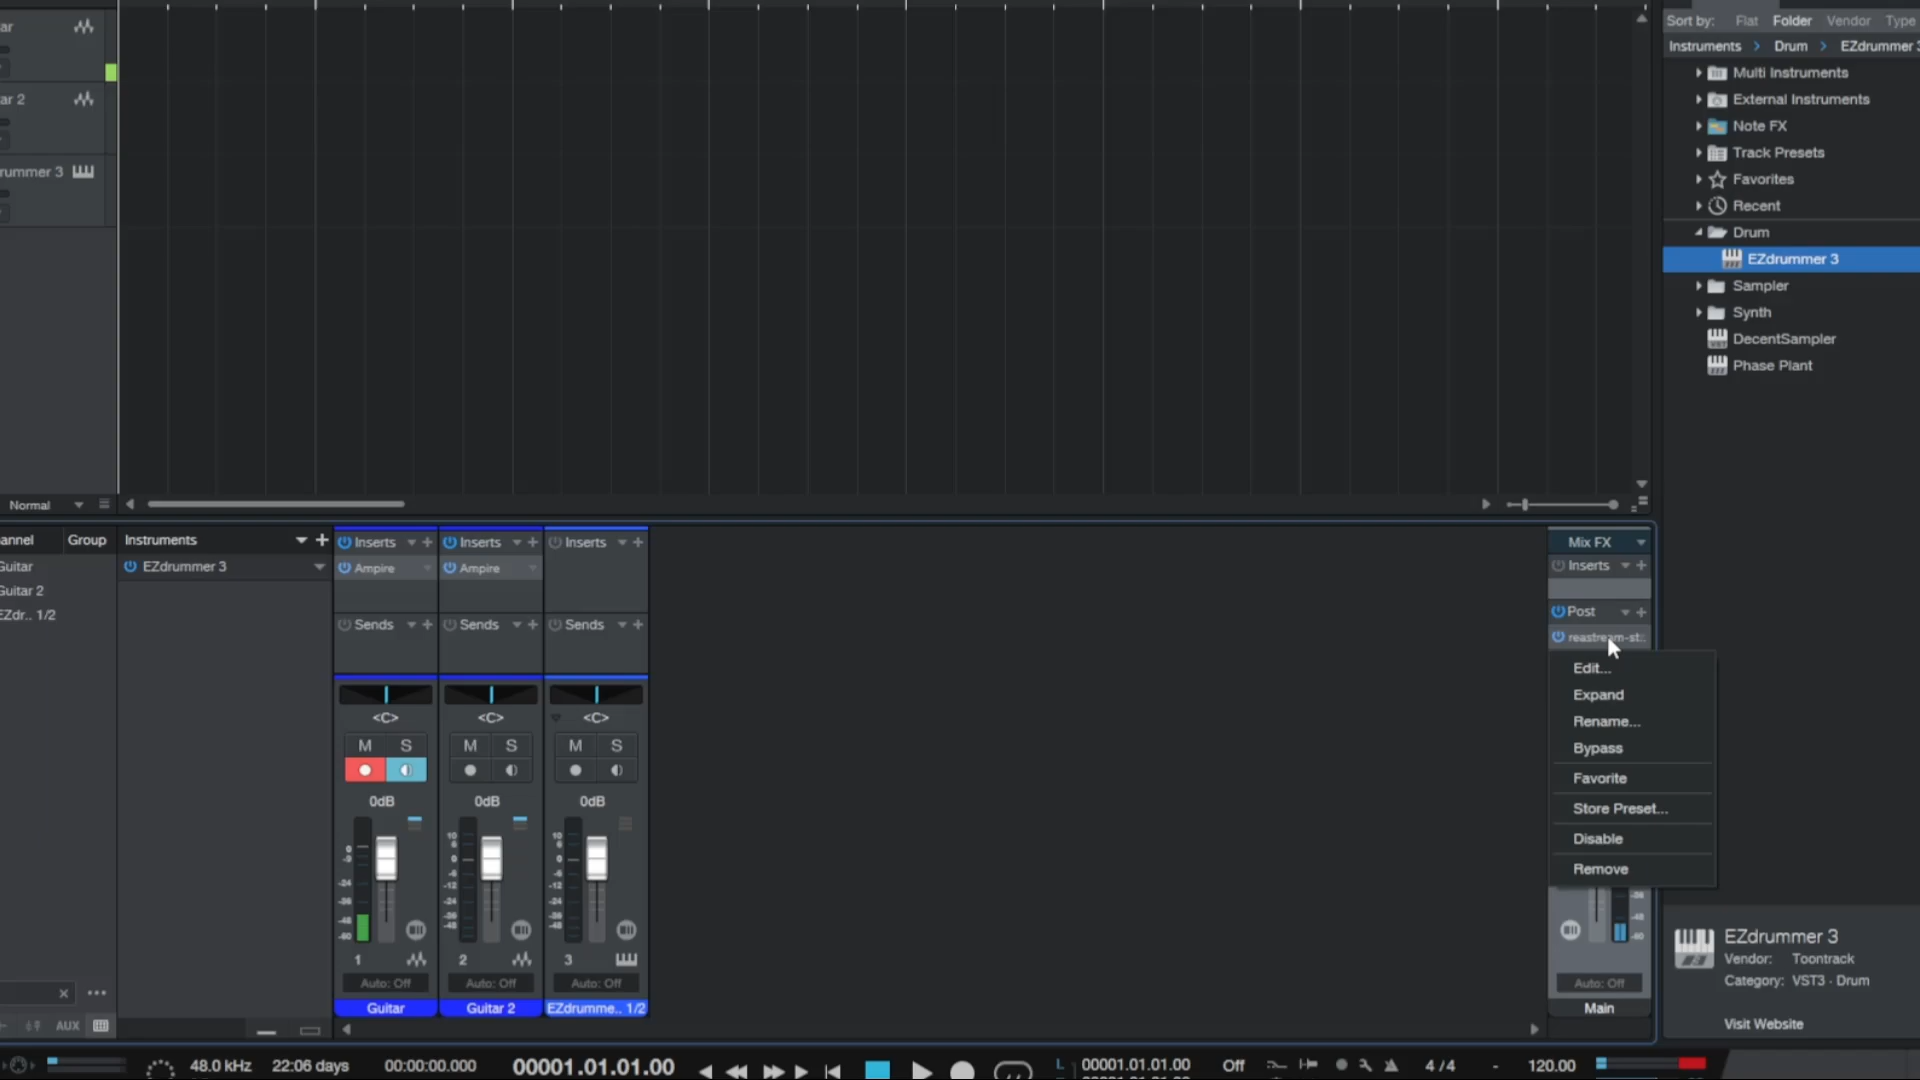 ar
ar 2
rummer 3
Sort by: Flat Folder Vendor Type
Instruments > Drum > EZdrummer 3
Multi Instruments
External Instruments
Note FX
Track Presets
Favorites
Recent
Drum
EZdrummer 3
Sampler
Synth
DecentSampler
Phase Plant
Normal
annel Group Instruments
Guitar
Guitar 2
EZdr.. 1/2
EZdrummer 3
Inserts Inserts Inserts
Ampire Ampire
Sends Sends Sends
<C> <C> <C>
M S M S M S
0dB 0dB 0dB
1 2 3
Auto: Off Auto: Off Auto: Off
Guitar Guitar 2 EZdrumme.. 1/2
Mix FX
Inserts
Post
reastream-st..
Edit...
Expand
Rename...
Bypass
Favorite
Store Preset...
Disable
Remove
Auto: Off
Main
EZdrummer 3
Vendor: Toontrack
Category: VST3 · Drum
Visit Website
AUX
48.0 kHz 22:06 days 00:00:00.000 00001.01.01.00 L 00001.01.01.00 Off 4 / 4 - 120.00